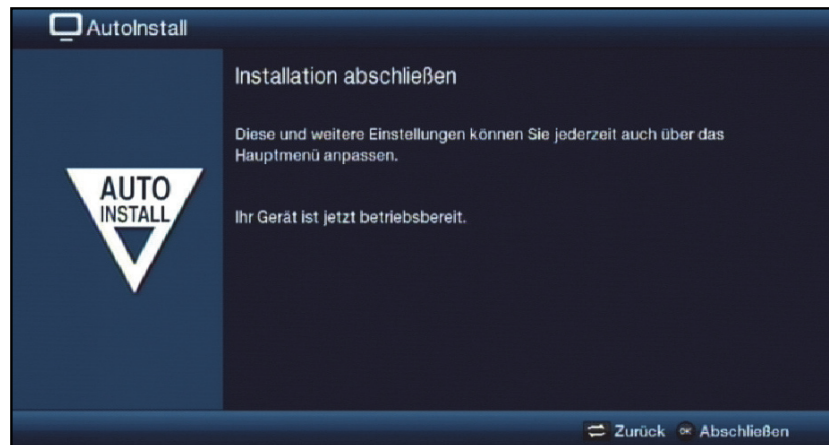 AutoInstall
Installation abschließen
Diese und weitere Einstellungen können Sie jederzeit auch über das
Hauptmenü anpassen.
AUTO
INSTALL
Ihr Gerät ist jetzt betriebsbereit.
Zurück OK Abschließen